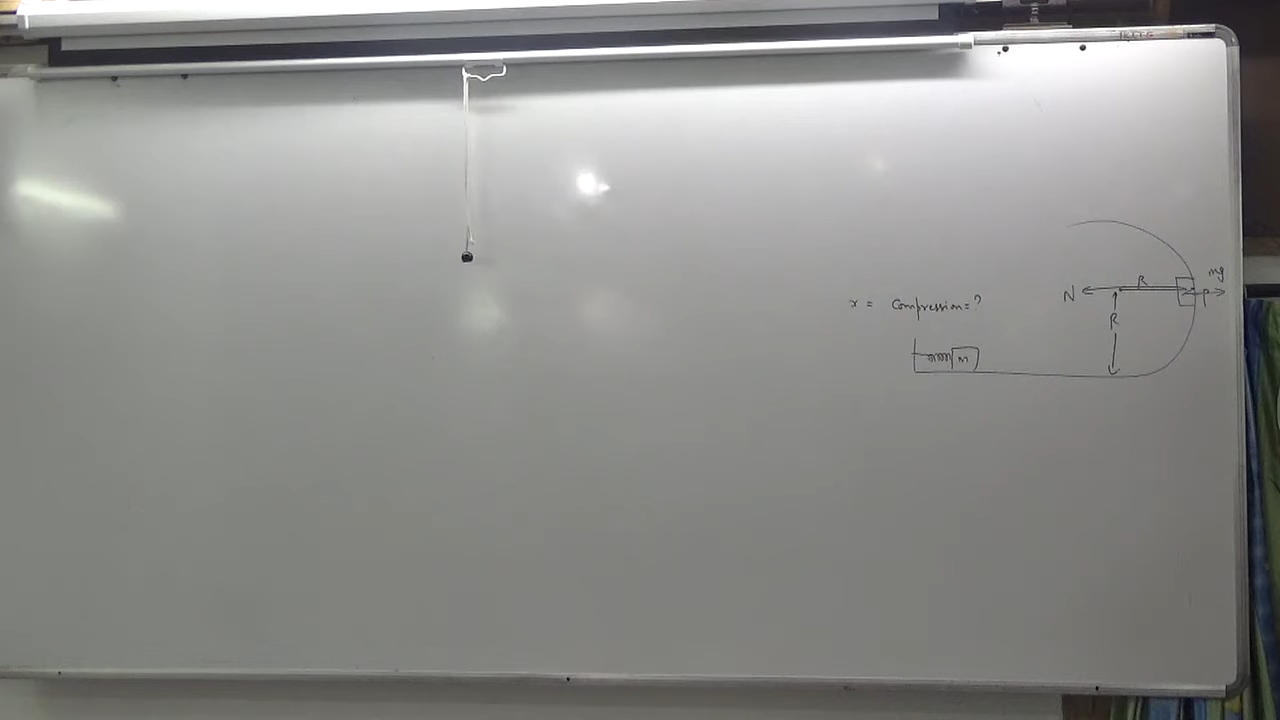 mg
R
N
P
R
x = Compression = ?
m